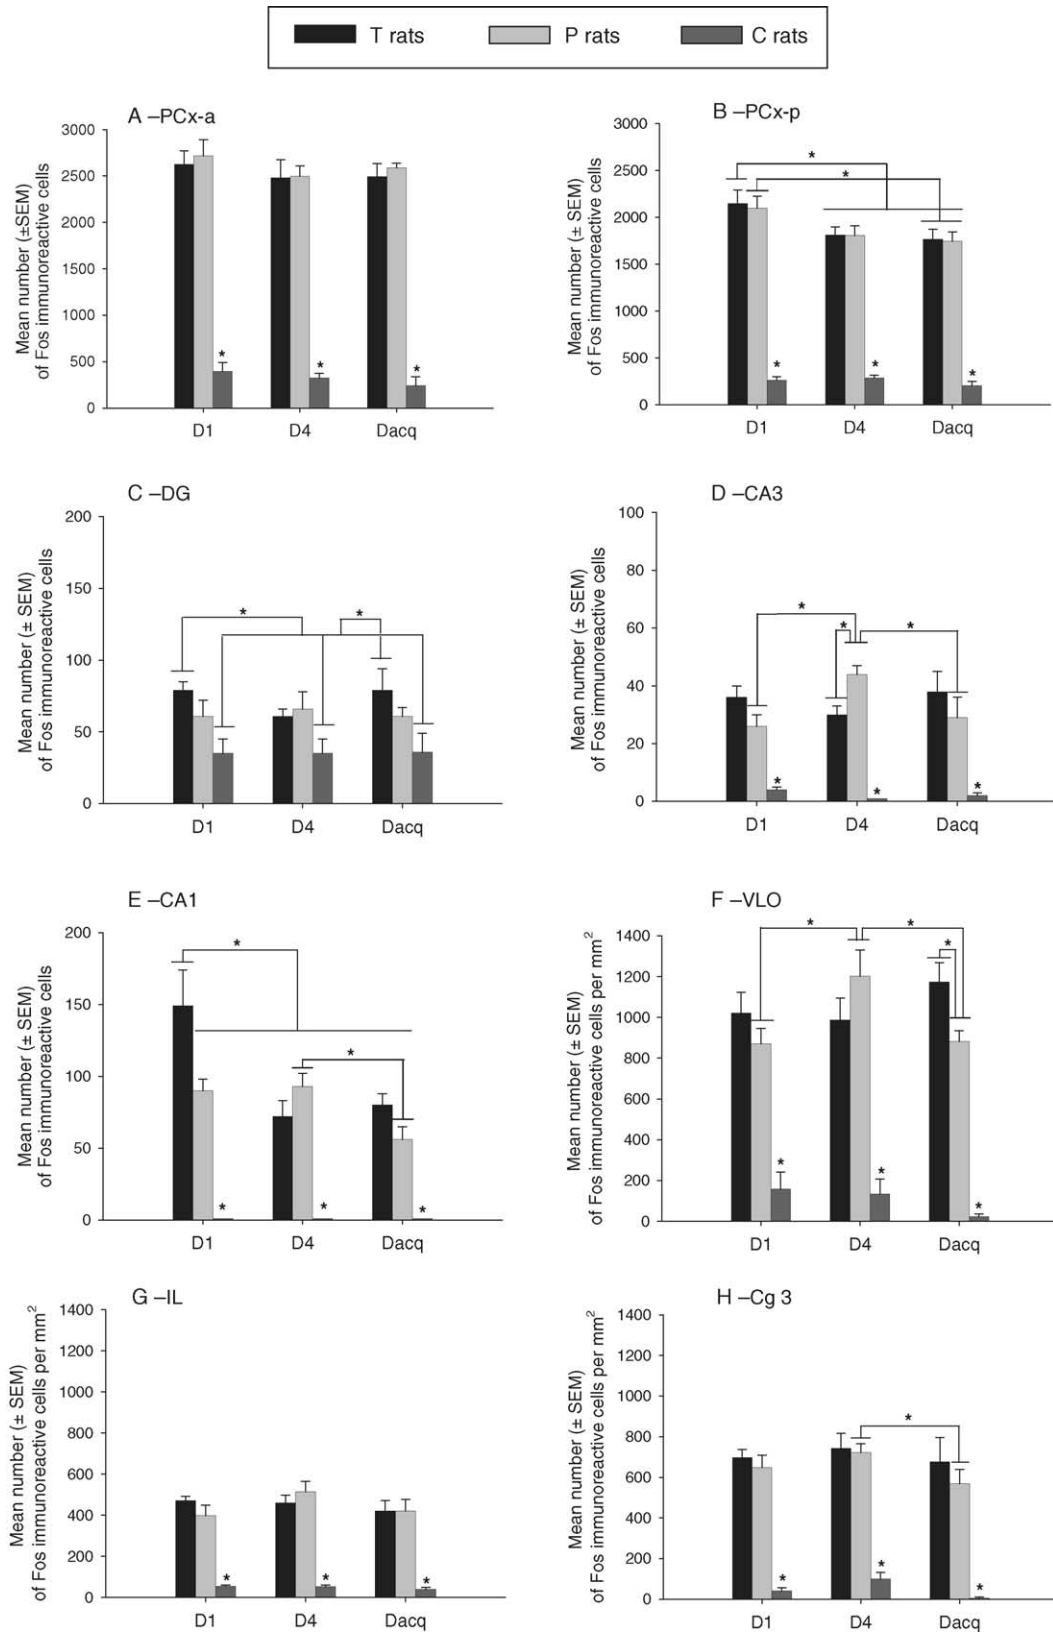 T rats P rats C rats
A –PCx-a
Mean number (±SEM)
of Fos immunoreactive cells
3000
2500
2000
1500
1000
500
0
* * *
D1 D4 Dacq
B –PCx-p
Mean number (± SEM)
of Fos immunoreactive cells
3000
2500
2000
1500
1000
500
0
*
*
* * *
D1 D4 Dacq
C –DG
Mean number (± SEM)
of Fos immunoreactive cells
200
150
100
50
0
* *
D1 D4 Dacq
D –CA3
Mean number (± SEM)
of Fos immunoreactive cells
100
80
60
40
20
0
*
* *
* * *
D1 D4 Dacq
E –CA1
Mean number (± SEM)
of Fos immunoreactive cells
200
150
100
50
0
*
*
* * *
D1 D4 Dacq
F –VLO
Mean number (± SEM)
of Fos immunoreactive cells per mm²
1400
1200
1000
800
600
400
200
0
* *
*
* * *
D1 D4 Dacq
G –IL
Mean number (± SEM)
of Fos immunoreactive cells per mm²
1400
1200
1000
800
600
400
200
0
* * *
D1 D4 Dacq
H –Cg 3
Mean number (± SEM)
of Fos immunoreactive cells per mm²
1400
1200
1000
800
600
400
200
0
*
* * *
D1 D4 Dacq